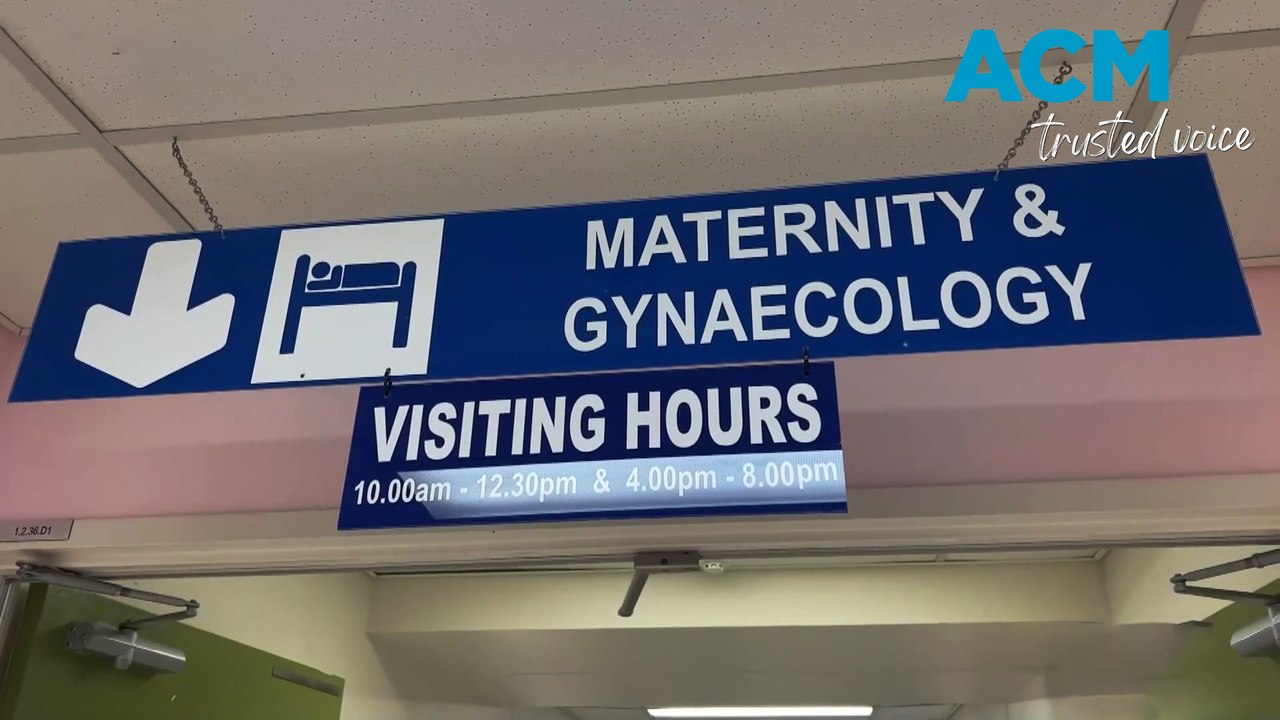 ACM
trusted voice
MATERNITY &
GYNAECOLOGY
VISITING HOURS
10.00am - 12.30pm & 4.00pm - 8.00pm
1.2.36.D1